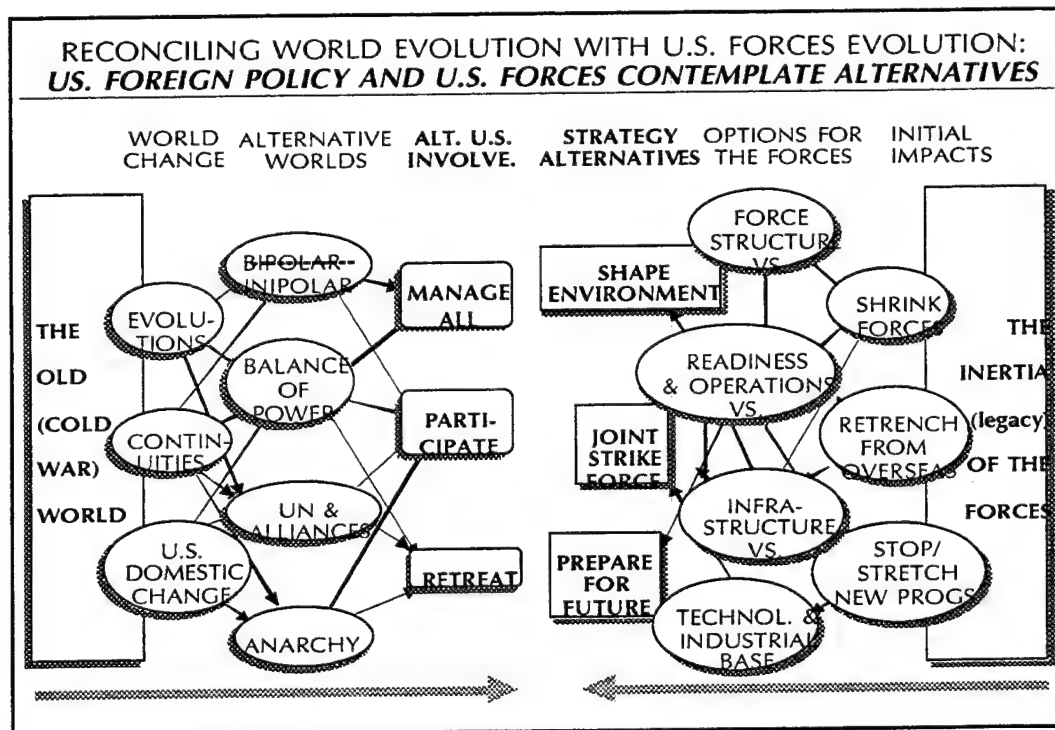 RECONCILING WORLD EVOLUTION WITH U.S. FORCES EVOLUTION:
US. FOREIGN POLICY AND U.S. FORCES CONTEMPLATE ALTERNATIVES
WORLD
CHANGE
ALTERNATIVE
WORLDS
ALT. U.S.
INVOLVE.
STRATEGY
ALTERNATIVES
OPTIONS FOR
THE FORCES
INITIAL
IMPACTS
THE
OLD
(COLD
WAR)
WORLD
EVOLU-
TIONS
CONTIN-
UITIES
U.S.
DOMESTIC
CHANGE
BIPOLAR
UNIPOLAR
BALANCE
OF
POWER
UN &
ALLIANCES
ANARCHY
MANAGE
ALL
PARTI-
CIPATE
RETREAT
SHAPE
ENVIRONMENT
JOINT
STRIKE
FORCE
PREPARE
FOR
FUTURE
FORCE
STRUCTURE
VS.
READINESS
& OPERATIONS
VS.
INFRA-
STRUCTURE
VS.
TECHNOL. &
INDUSTRIAL
BASE
SHRINK
FORCES
RETRENCH
FROM
OVERSEAS
STOP/
STRETCH
NEW PROGS
THE
INERTIA
(legacy)
OF THE
FORCES